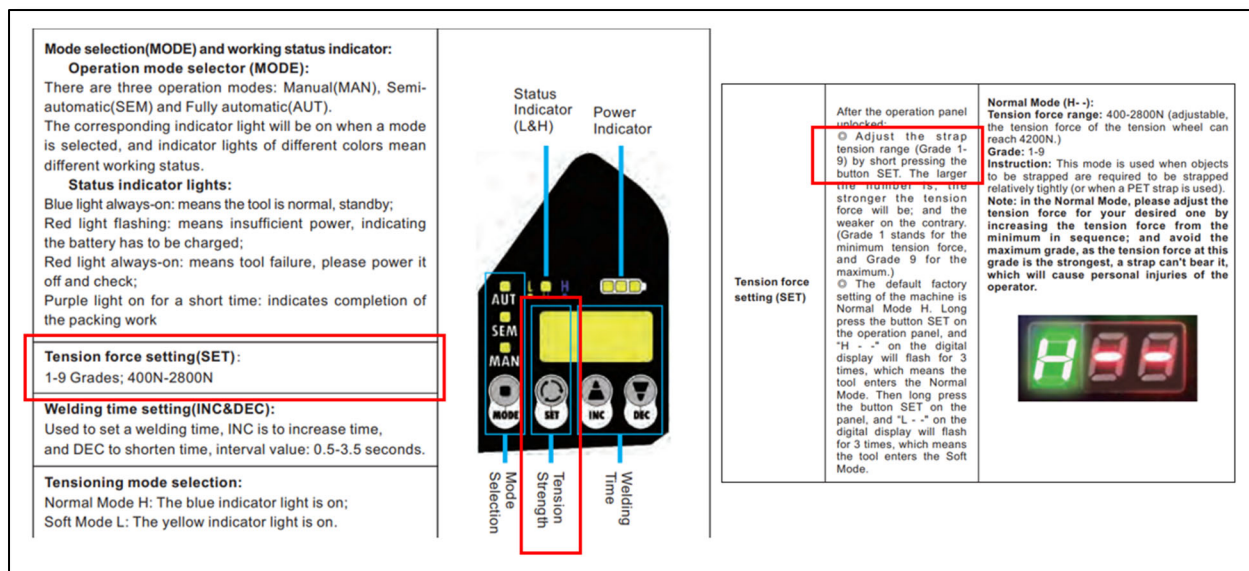 Mode selection(MODE) and working status indicator:
Operation mode selector (MODE):
There are three operation modes: Manual(MAN), Semi-
automatic(SEM) and Fully automatic(AUT).
The corresponding indicator light will be on when a mode
is selected, and indicator lights of different colors mean
different working status.
Status indicator lights:
Blue light always-on: means the tool is normal, standby;
Red light flashing: means insufficient power, indicating
the battery has to be charged;
Red light always-on: means tool failure, please power it
off and check;
Purple light on for a short time: indicates completion of
the packing work
Tension force setting(SET):
1-9 Grades; 400N-2800N
Welding time setting(INC&DEC):
Used to set a welding time, INC is to increase time,
and DEC to shorten time, interval value: 0.5-3.5 seconds.
Tensioning mode selection:
Normal Mode H: The blue indicator light is on;
Soft Mode L: The yellow indicator light is on.
Status
Indicator
(L&H)
Power
Indicator
L H
AUT
SEM
MAN
MODE
SET
INC
DEC
Mode
Selection
Tension
Strength
Welding
Time
Tension force
setting (SET)
After the operation panel
unlocked:
◎ Adjust the strap
tension range (Grade 1-
9) by short pressing the
button SET. The larger
the number is, the
stronger the tension
force will be; and the
weaker on the contrary.
(Grade 1 stands for the
minimum tension force,
and Grade 9 for the
maximum.)
◎ The default factory
setting of the machine is
Normal Mode H. Long
press the button SET on
the operation panel, and
"H - -" on the digital
display will flash for 3
times, which means the
tool enters the Normal
Mode. Then long press
the button SET on the
panel, and "L - -" on the
digital display will flash
for 3 times, which means
the tool enters the Soft
Mode.
Normal Mode (H- -):
Tension force range: 400-2800N (adjustable,
the tension force of the tension wheel can
reach 4200N.)
Grade: 1-9
Instruction: This mode is used when objects
to be strapped are required to be strapped
relatively tightly (or when a PET strap is used).
Note: in the Normal Mode, please adjust the
tension force for your desired one by
increasing the tension force from the
minimum in sequence; and avoid the
maximum grade, as the tension force at this
grade is the strongest, a strap can't bear it,
which will cause personal injuries of the
operator.
H--